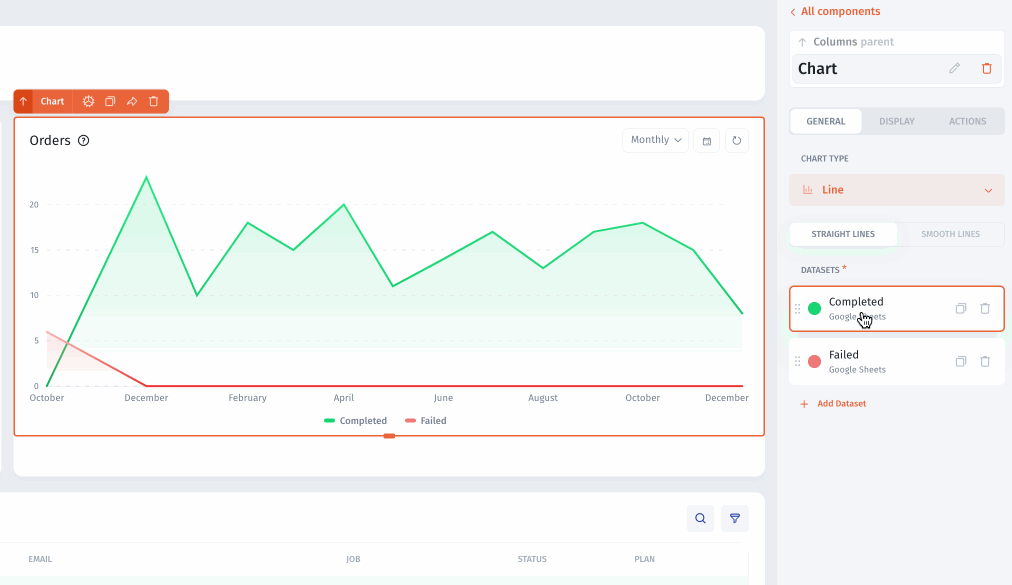 All components
Columns parent
Chart
Chart
GENERAL DISPLAY ACTIONS
Orders
Monthly
CHART TYPE
Line
STRAIGHT LINES SMOOTH LINES
DATASETS *
Completed
Google Sheets
Failed
Google Sheets
Add Dataset
20
15
10
5
0
October December February April June August October December
Completed Failed
EMAIL JOB STATUS PLAN